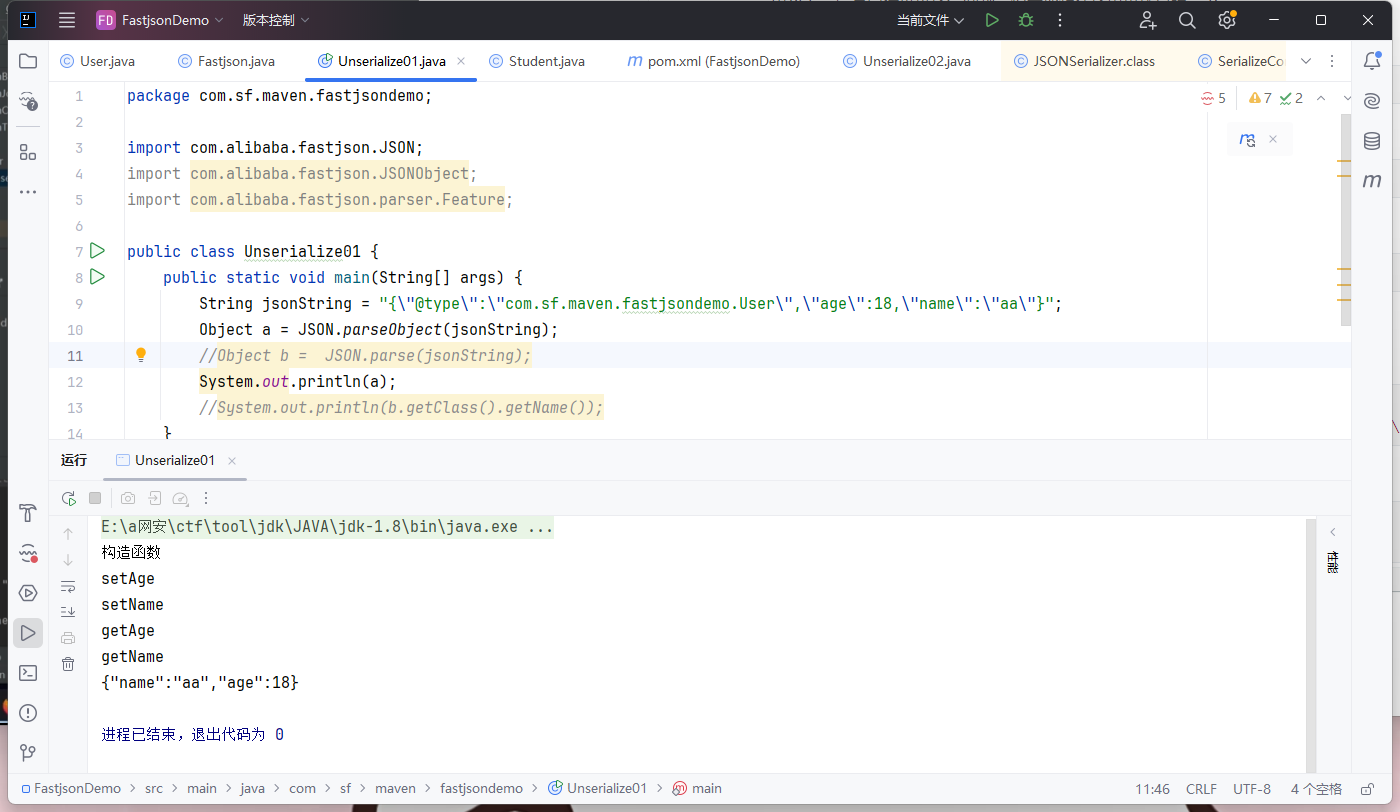 FD FastjsonDemo 版本控制 当前文件
User.java Fastjson.java Unserialize01.java Student.java pom.xml (FastjsonDemo) Unserialize02.java JSONSerializer.class SerializeCo
5 7 2
1 package com.sf.maven.fastjsondemo;
2
3 import com.alibaba.fastjson.JSON;
4 import com.alibaba.fastjson.JSONObject;
5 import com.alibaba.fastjson.parser.Feature;
6
7 public class Unserialize01 {
8 public static void main(String[] args) {
9 String jsonString = "{\"@type\":\"com.sf.maven.fastjsondemo.User\",\"age\":18,\"name\":\"aa\"}";
10 Object a = JSON.parseObject(jsonString);
11 //Object b =  JSON.parse(jsonString);
12 System.out.println(a);
13 //System.out.println(b.getClass().getName());
14 }
运行 Unserialize01
E:\a网安\ctf\tool\jdk\JAVA\jdk-1.8\bin\java.exe ...
构造函数
setAge
setName
getAge
getName
{"name":"aa","age":18}
进程已结束，退出代码为 0
FastjsonDemo > src > main > java > com > sf > maven > fastjsondemo > Unserialize01 > main 11:46 CRLF UTF-8 4 个空格